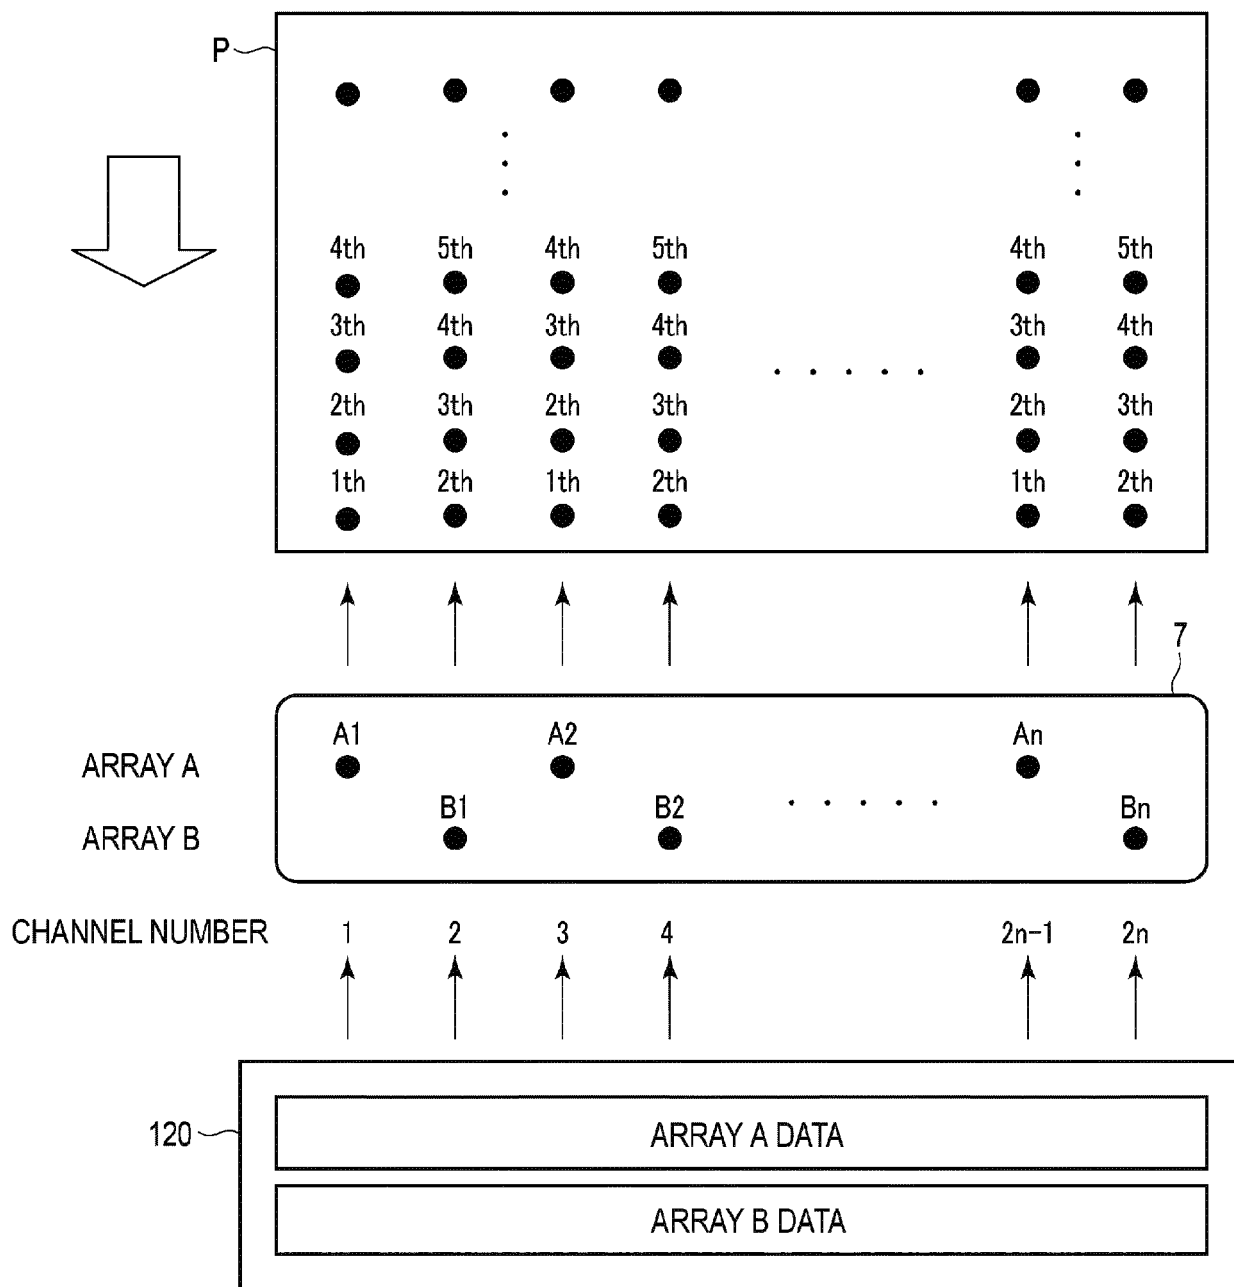 P
4th 5th 4th 5th 4th 5th
3th 4th 3th 4th 3th 4th
2th 3th 2th 3th 2th 3th
1th 2th 1th 2th 1th 2th
7
A1 A2 An
ARRAY A
B1 B2 Bn
ARRAY B
CHANNEL NUMBER 1 2 3 4 2n-1 2n
120
ARRAY A DATA
ARRAY B DATA